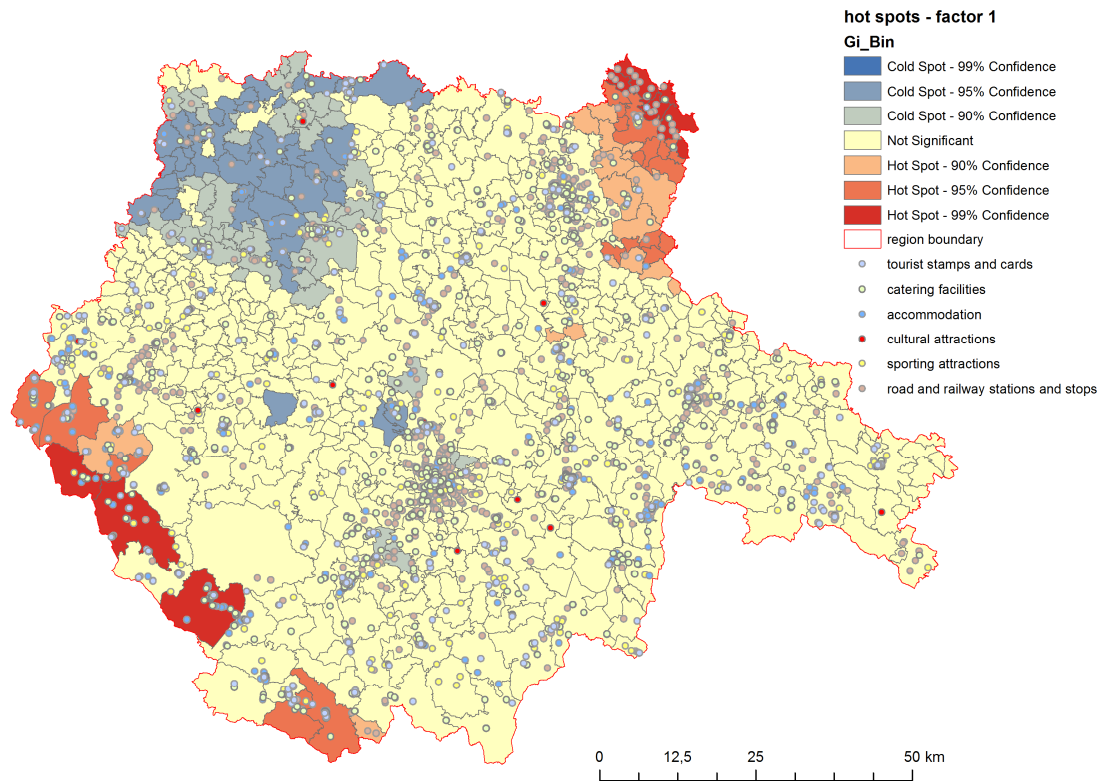 hot spots - factor 1
Gi_Bin
Cold Spot - 99% Confidence
Cold Spot - 95% Confidence
Cold Spot - 90% Confidence
Not Significant
Hot Spot - 90% Confidence
Hot Spot - 95% Confidence
Hot Spot - 99% Confidence
region boundary
tourist stamps and cards
catering facilities
accommodation
cultural attractions
sporting attractions
road and railway stations and stops
0 12,5 25 50 km